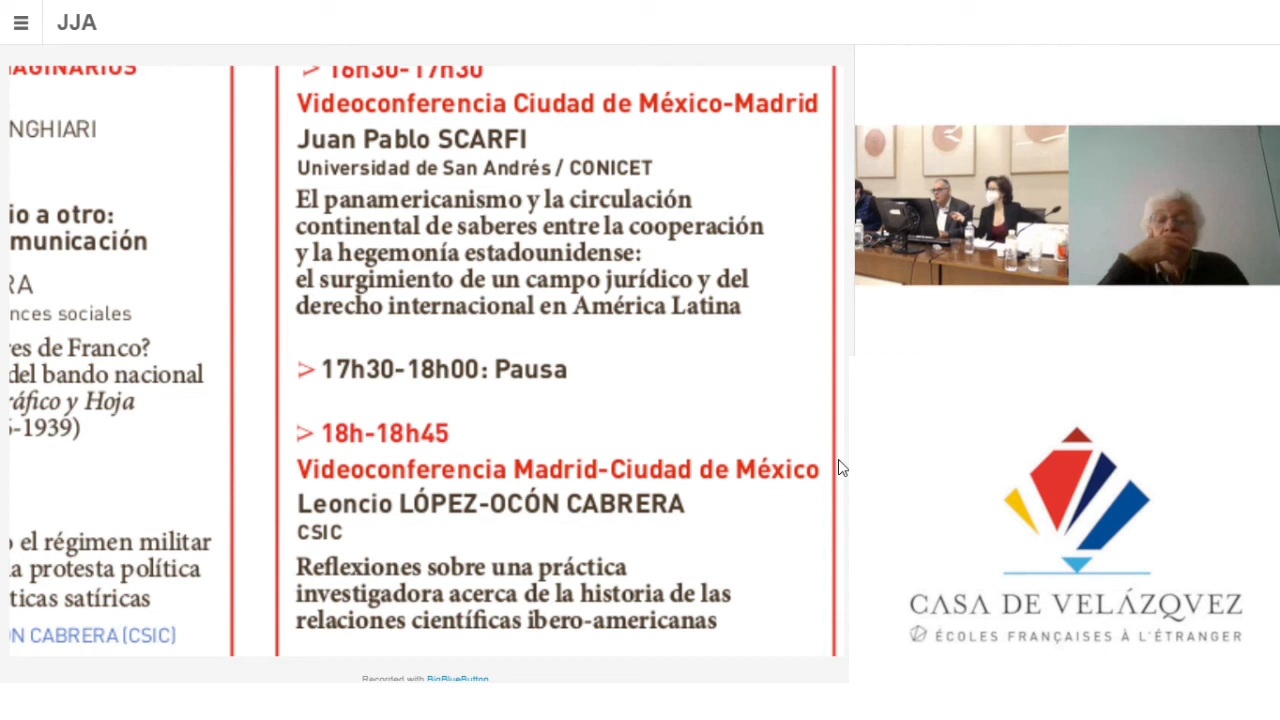 JJA
NGHIARI
io a otro:
municación
RA
nces sociales
res de Franco?
del bando nacional
ráfico y Hoja
-1939)
el régimen militar
a protesta política
ticas satíricas
N CABRERA (CSIC)
> 16h30-17h30
Videoconferencia Ciudad de México-Madrid
Juan Pablo SCARFI
Universidad de San Andrés / CONICET
El panamericanismo y la circulación
continental de saberes entre la cooperación
y la hegemonía estadounidense:
el surgimiento de un campo jurídico y del
derecho internacional en América Latina
> 17h30-18h00: Pausa
> 18h-18h45
Videoconferencia Madrid-Ciudad de México
Leoncio LÓPEZ-OCÓN CABRERA
CSIC
Reflexiones sobre una práctica
investigadora acerca de la historia de las
relaciones científicas ibero-americanas
Recorded with BigBlueButton
CASA DE VELÁZQVEZ
ÉCOLES FRANÇAISES À L'ÉTRANGER